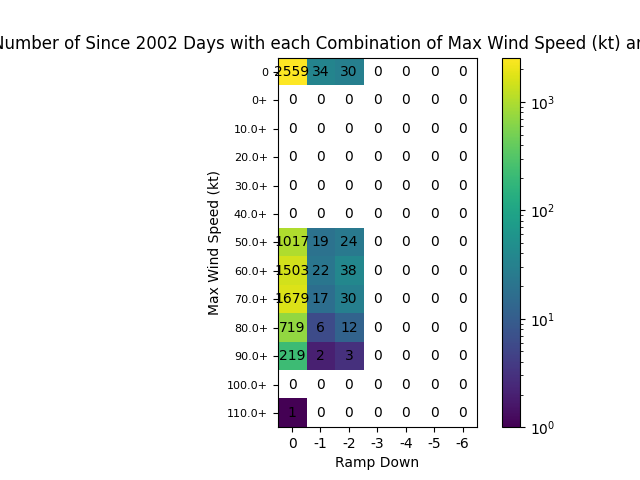 Number of Since 2002 Days with each Combination of Max Wind Speed (kt)
0 2559 34 30 0 0 0 0
0+ 0 0 0 0 0 0 0
10.0+ 0 0 0 0 0 0 0
20.0+ 0 0 0 0 0 0 0
30.0+ 0 0 0 0 0 0 0
40.0+ 0 0 0 0 0 0 0
50.0+ 1017 19 24 0 0 0 0
60.0+ 1503 22 38 0 0 0 0
70.0+ 1679 17 30 0 0 0 0
80.0+ 719 6 12 0 0 0 0
90.0+ 219 2 3 0 0 0 0
100.0+ 0 0 0 0 0 0 0
110.0+ 1 0 0 0 0 0 0
0 -1 -2 -3 -4 -5 -6
Ramp Down
Max Wind Speed (kt)
10³
10²
10¹
10⁰